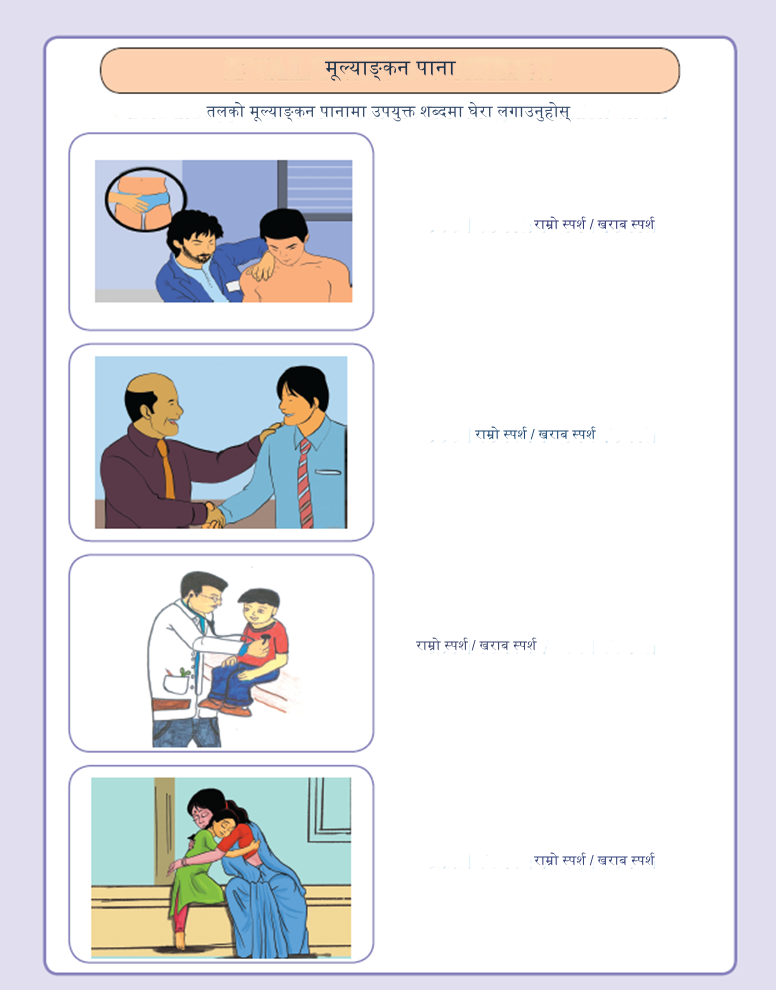 मूल्याङ्कन पाना
तलको मूल्याङ्कन पानामा उपयुक्त शब्दमा घेरा लगाउनुहोस्
राम्रो स्पर्श / खराब स्पर्श
राम्रो स्पर्श / खराब स्पर्श
राम्रो स्पर्श / खराब स्पर्श
राम्रो स्पर्श / खराब स्पर्श